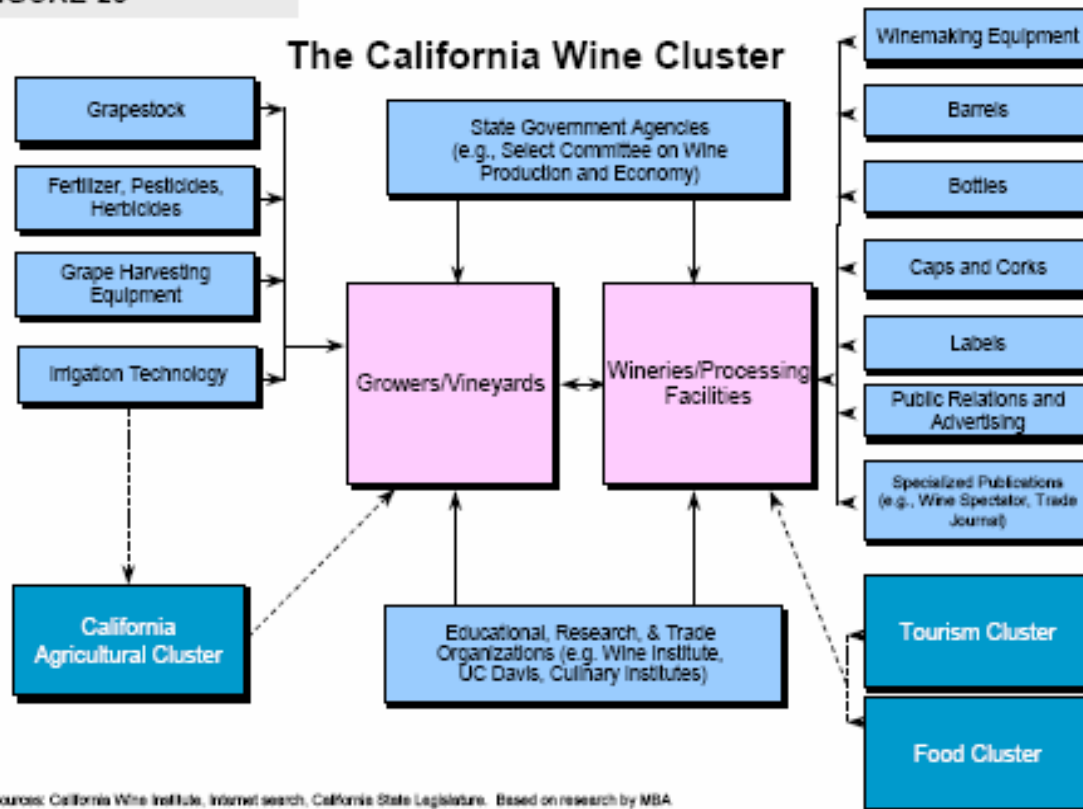 The California Wine Cluster
Grapestock
Fertilizer, Pesticides,
Herbicides
Grape Harvesting
Equipment
Irrigation Technology
State Government Agencies
(e.g., Select Committee on Wine
Production and Economy)
Growers/Vineyards
Wineries/Processing
Facilities
Educational, Research, & Trade
Organizations (e.g. Wine Institute,
UC Davis, Culinary Institutes)
California
Agricultural Cluster
Winemaking Equipment
Barrels
Bottles
Caps and Corks
Labels
Public Relations and
Advertising
Specialized Publications
(e.g., Wine Spectator, Trade
Journal)
Tourism Cluster
Food Cluster
ources: California Wine Institute, Internet search, California State Legislature. Based on research by MBA